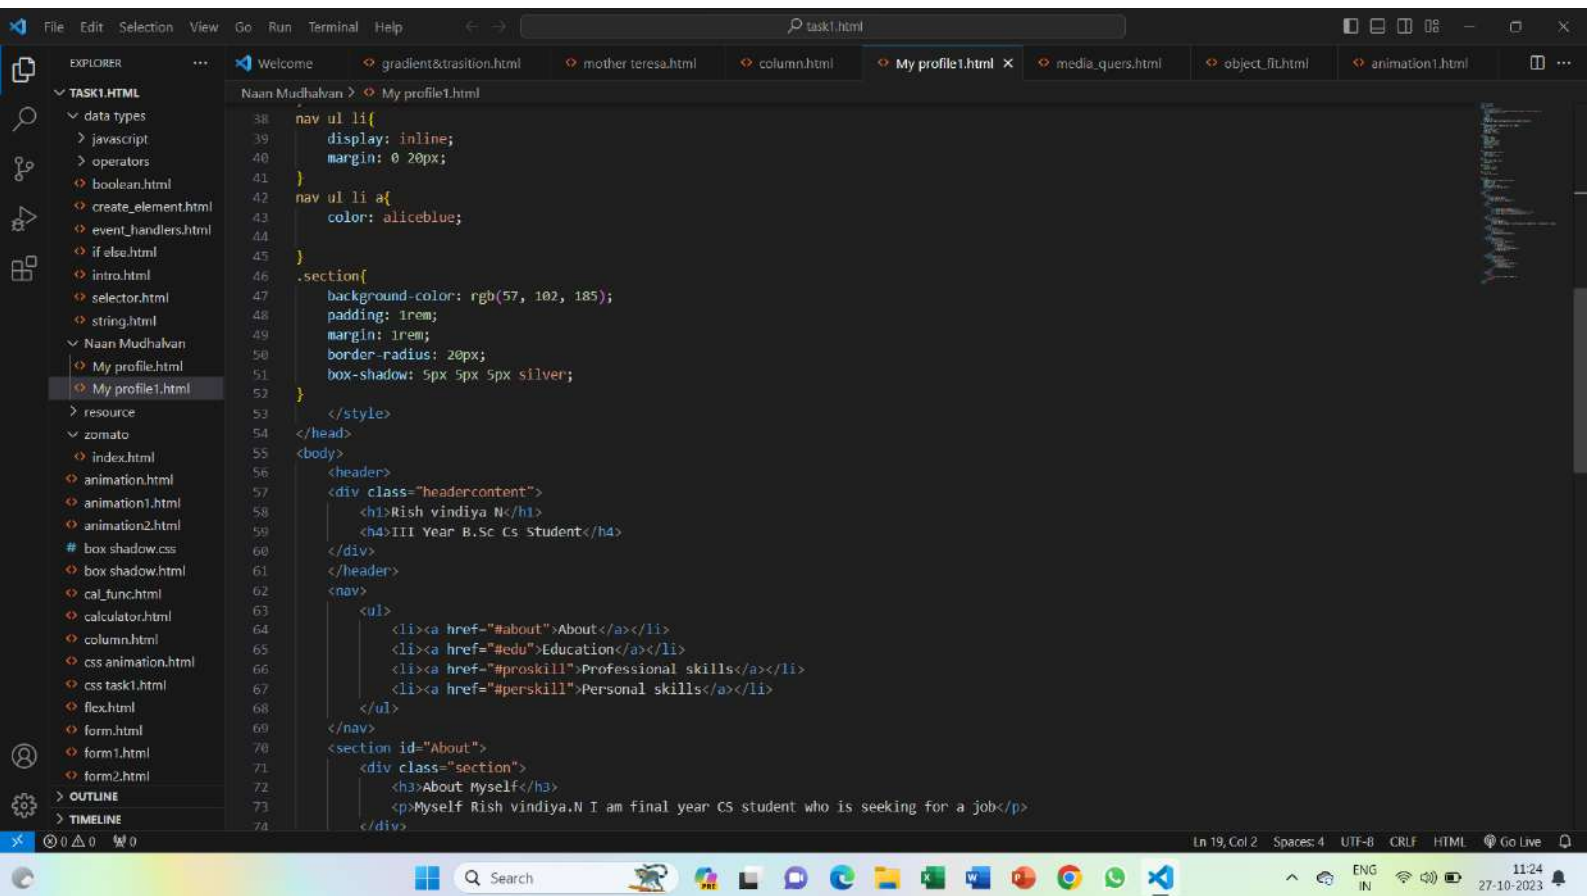 File Edit Selection View Go Run Terminal Help
task1.html
EXPLORER
Welcome
gradient&trasition.html
mother teresa.html
column.html
My profile1.html
media_quers.html
object_fit.html
animation1.html
TASK1.HTML
data types
javascript
operators
boolean.html
create_element.html
event_handlers.html
if else.html
intro.html
selector.html
string.html
Naan Mudhalvan
My profile.html
My profile1.html
resource
zomato
index.html
animation.html
animation1.html
animation2.html
# box shadow.css
box shadow.html
cal_func.html
calculator.html
column.html
css animation.html
css task1.html
flex.html
form.html
form1.html
form2.html
OUTLINE
TIMELINE
Naan Mudhalvan > My profile1.html
38 nav ul li{
39 display: inline;
40 margin: 0 20px;
41 }
42 nav ul li a{
43 color: aliceblue;
44
45 }
46 .section{
47 background-color: rgb(57, 102, 185);
48 padding: 1rem;
49 margin: 1rem;
50 border-radius: 20px;
51 box-shadow: 5px 5px 5px silver;
52 }
53 </style>
54 </head>
55 <body>
56 <header>
57 <div class="headercontent">
58 <h1>Rish vindiya N</h1>
59 <h4>III Year B.Sc Cs Student</h4>
60 </div>
61 </header>
62 <nav>
63 <ul>
64 <li><a href="#about">About</a></li>
65 <li><a href="#edu">Education</a></li>
66 <li><a href="#proskill">Professional skills</a></li>
67 <li><a href="#perskill">Personal skills</a></li>
68 </ul>
69 </nav>
70 <section id="About">
71 <div class="section">
72 <h3>About Myself</h3>
73 <p>Myself Rish vindiya.N I am final year CS student who is seeking for a job</p>
74 </div>
0 0 0
Ln 19, Col 2 Spaces: 4 UTF-8 CRLF HTML Go Live
Search
ENG
IN
11:24
27-10-2023